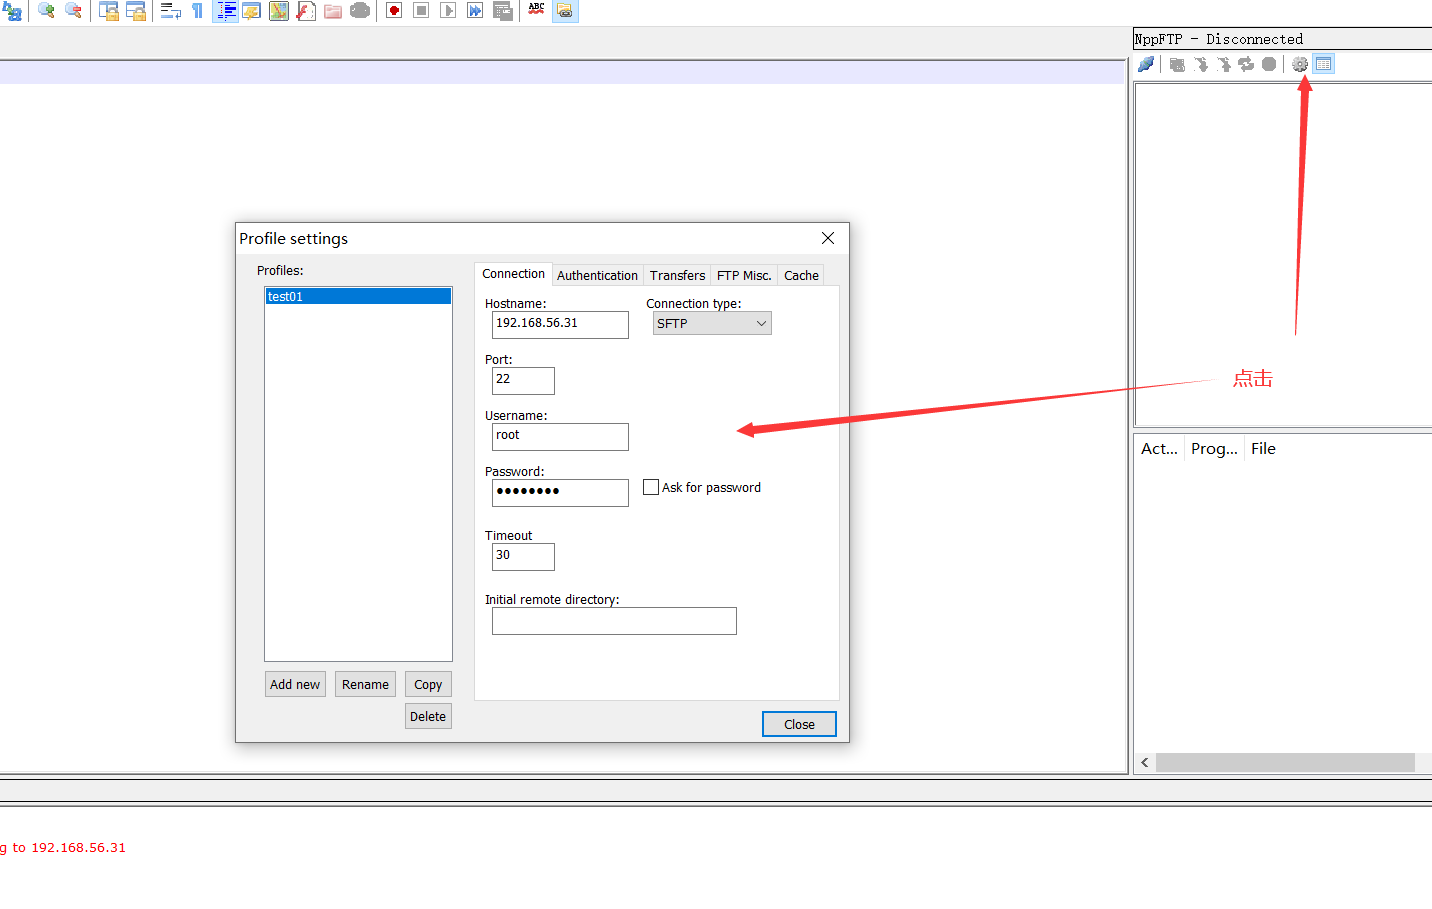 ABC
NppFTP - Disconnected
Profile settings
Profiles:
test01
Add new
Rename
Copy
Delete
Connection
Authentication
Transfers
FTP Misc.
Cache
Hostname:
192.168.56.31
Connection type:
SFTP
Port:
22
Username:
root
Password:
●●●●●●●●
Ask for password
Timeout
30
Initial remote directory:
Close
点击
Act... Prog... File
g to 192.168.56.31